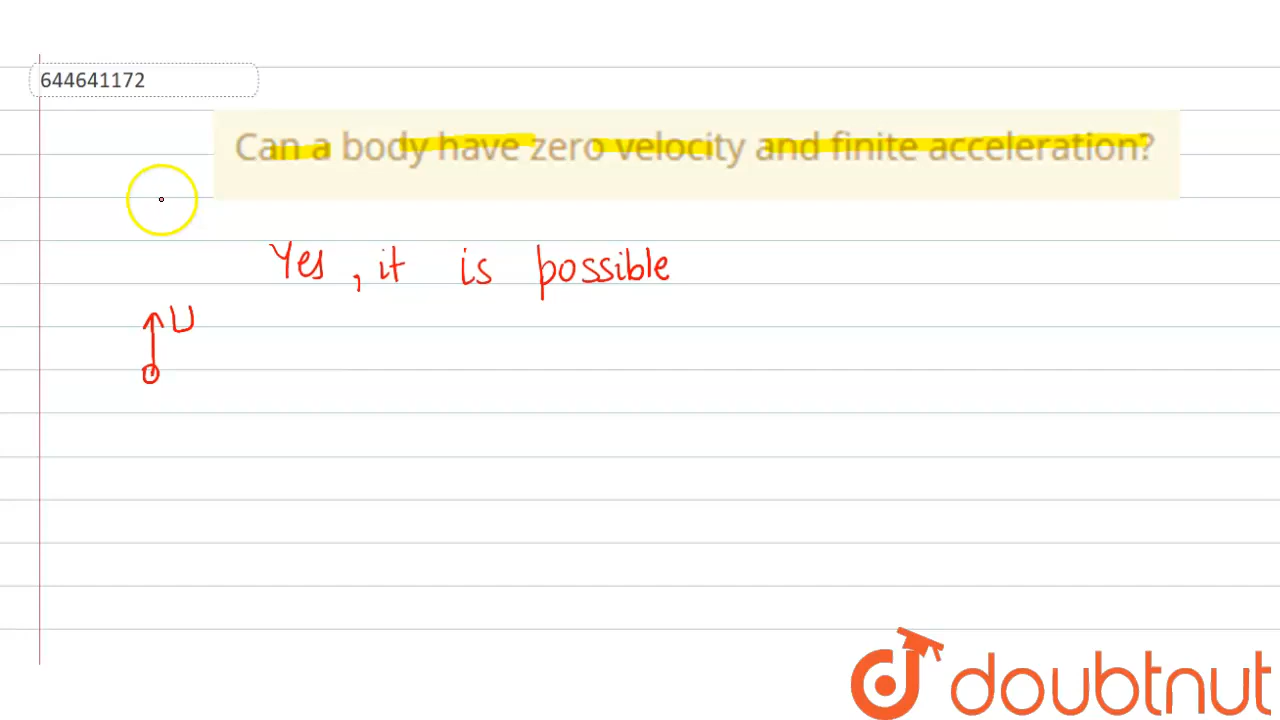 644641172
Can a body have zero velocity and finite acceleration?
Yes, it is possible
U
doubtnut